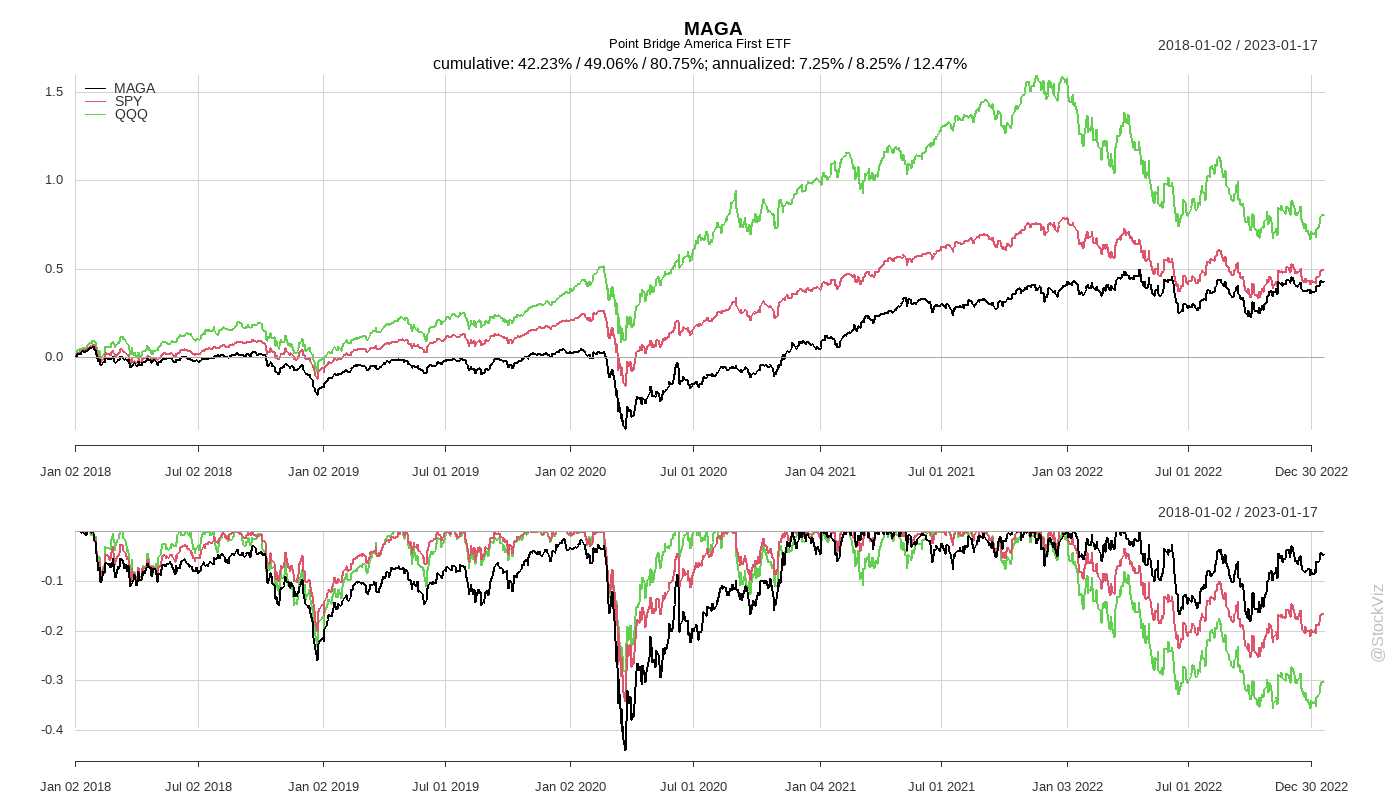 MAGA
Point Bridge America First ETF
2018-01-02 / 2023-01-17
cumulative: 42.23% / 49.06% / 80.75%; annualized: 7.25% / 8.25% / 12.47%
MAGA
SPY
QQQ
1.5
1.0
0.5
0.0
Jan 02 2018 Jul 02 2018 Jan 02 2019 Jul 01 2019 Jan 02 2020 Jul 01 2020 Jan 04 2021 Jul 01 2021 Jan 03 2022 Jul 01 2022 Dec 30 2022
2018-01-02 / 2023-01-17
-0.1
-0.2
-0.3
-0.4
Jan 02 2018 Jul 02 2018 Jan 02 2019 Jul 01 2019 Jan 02 2020 Jul 01 2020 Jan 04 2021 Jul 01 2021 Jan 03 2022 Jul 01 2022 Dec 30 2022
@StockViz